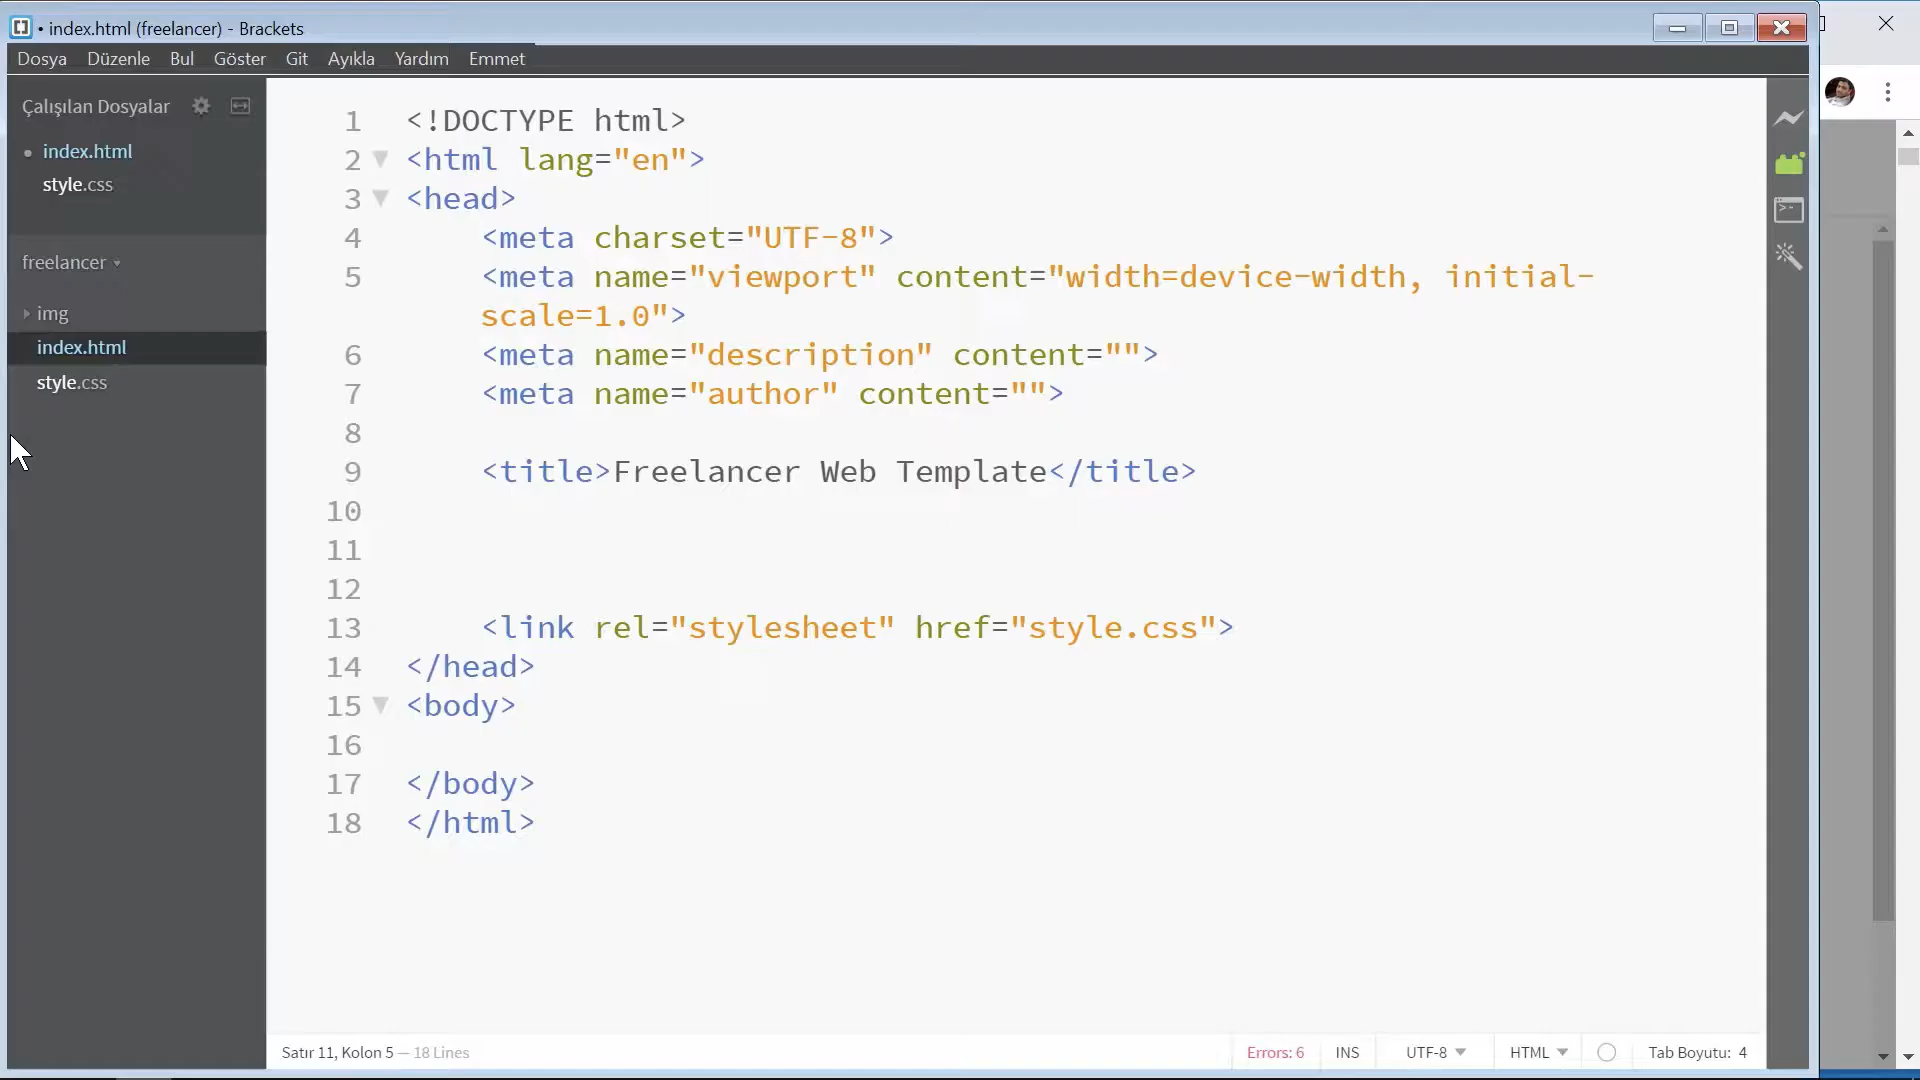 • index.html (freelancer) - Brackets
Dosya Düzenle Bul Göster Git Ayıkla Yardım Emmet
Çalışılan Dosyalar
index.html
style.css
freelancer
img
index.html
style.css
1 <!DOCTYPE html>
2 <html lang="en">
3 <head>
4 <meta charset="UTF-8">
5 <meta name="viewport" content="width=device-width, initial-
scale=1.0">
6 <meta name="description" content="">
7 <meta name="author" content="">
8
9 <title>Freelancer Web Template</title>
10
11
12
13 <link rel="stylesheet" href="style.css">
14 </head>
15 <body>
16
17 </body>
18 </html>
Satır 11, Kolon 5 — 18 Lines
Errors: 6 INS UTF-8 HTML Tab Boyutu: 4